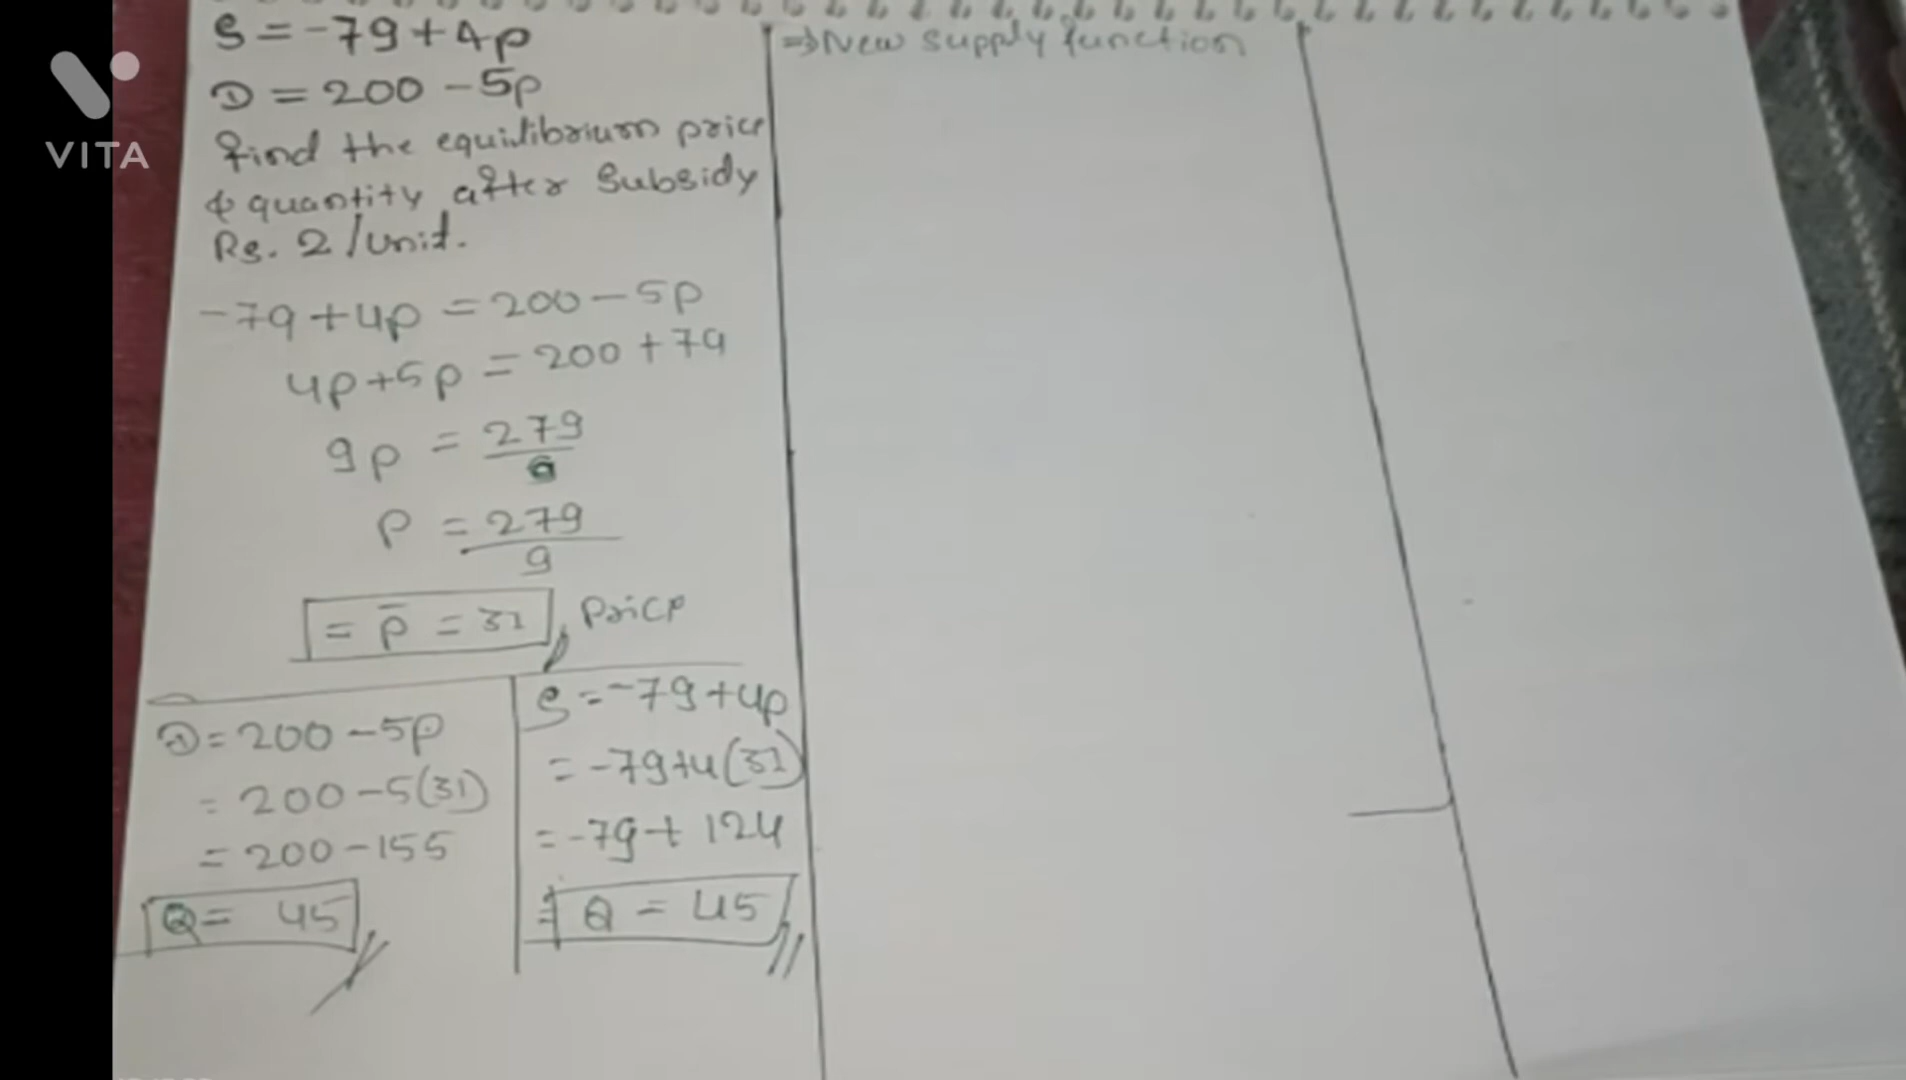 S = -79+4p
D = 200 - 5p
find the equilibrium price
& quantity after subsidy
Rs. 2 /unit.
-79+4p = 200-5p
4p+5p = 200+79
9p = 279/9
P = 279/9
= p̄ = 31 Price
D = 200-5p
= 200-5(31)
= 200-155
Q = 45
S = -79+4p
= -79+4(31)
= -79+124
= Q = 45
⇒ New supply function
VITA